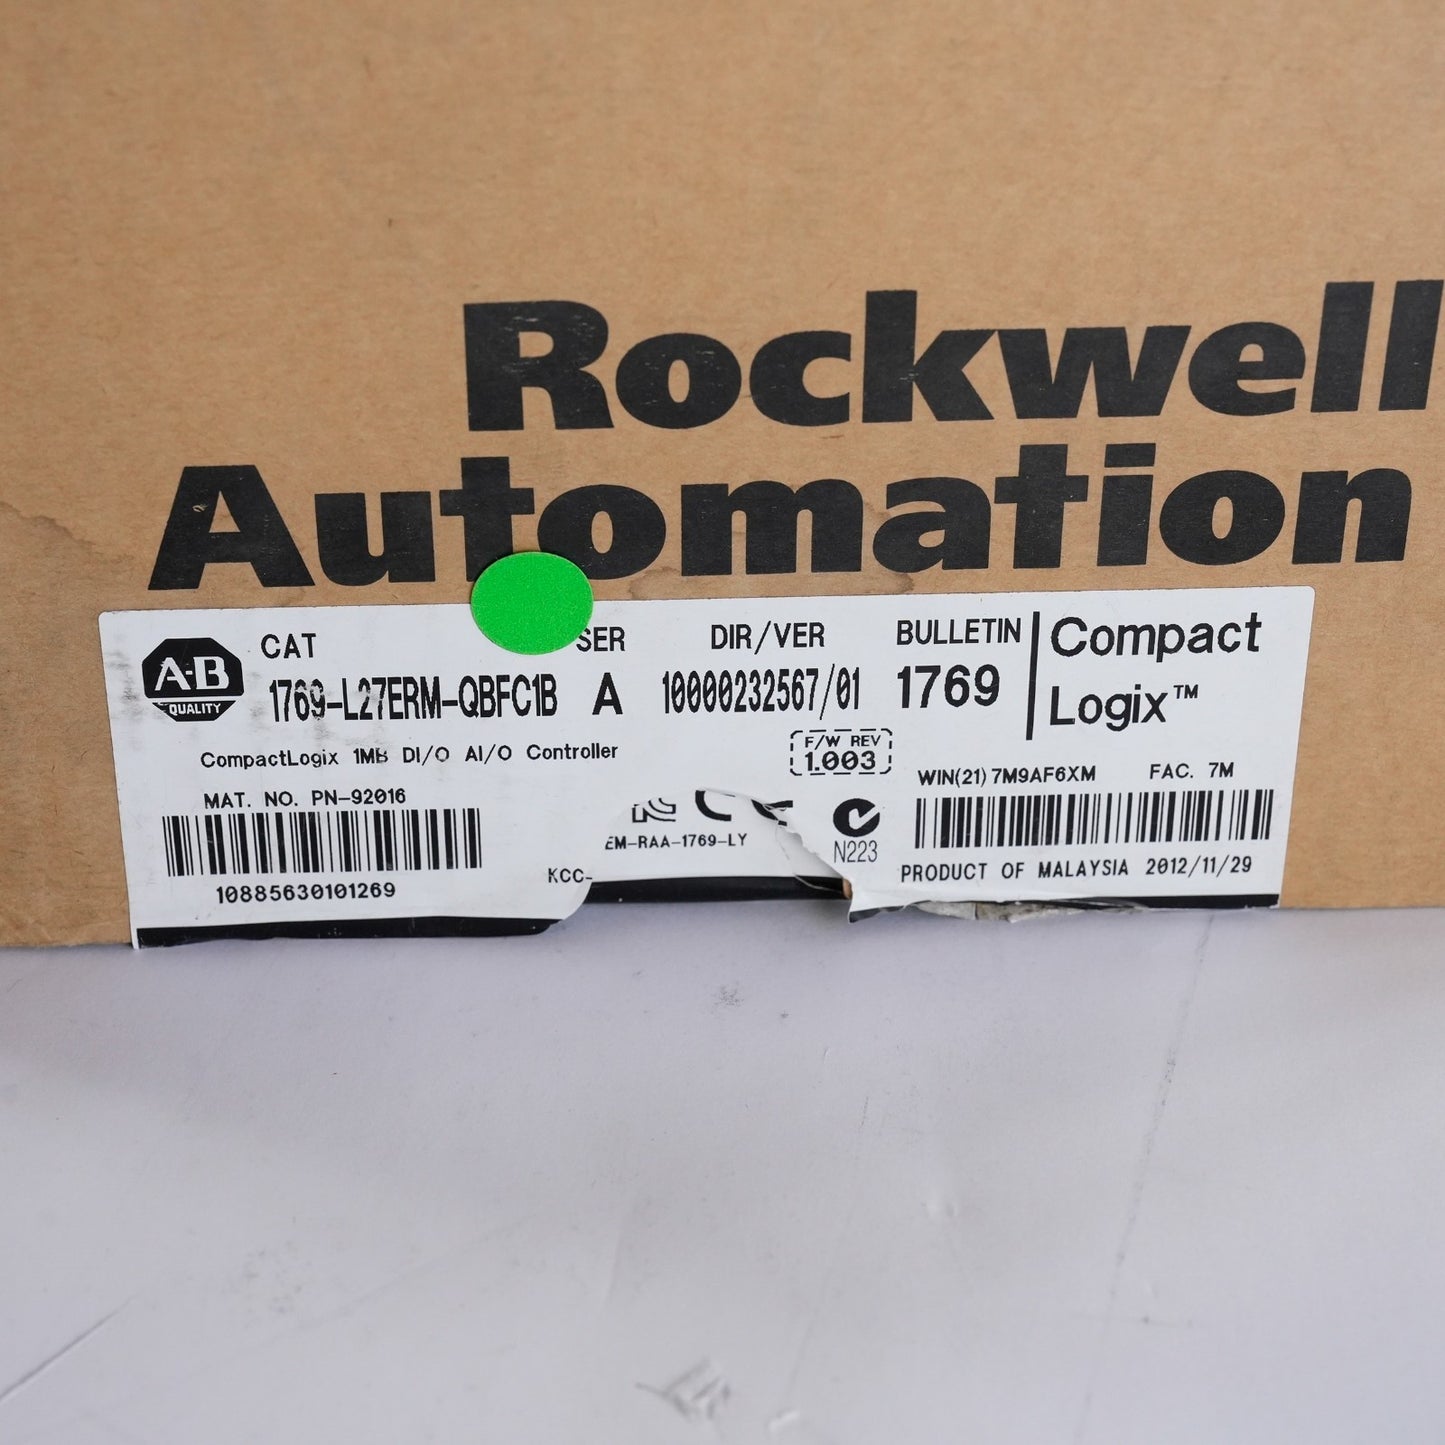 Rockwell
Automation
A-B
QUALITY
CAT
SER
DIR/VER
BULLETIN
1769-L27ERM-QBFC1B
A
10000232567/01
1769
Compact
Logix™
CompactLogix 1MB DI/O AI/O Controller
F/W REV
1.003
MAT. NO. PN-92016
10885630101269
KCC-
EM-RAA-1769-LY
CE
N223
WIN(21) 7M9AF6XM FAC. 7M
PRODUCT OF MALAYSIA 2012/11/29